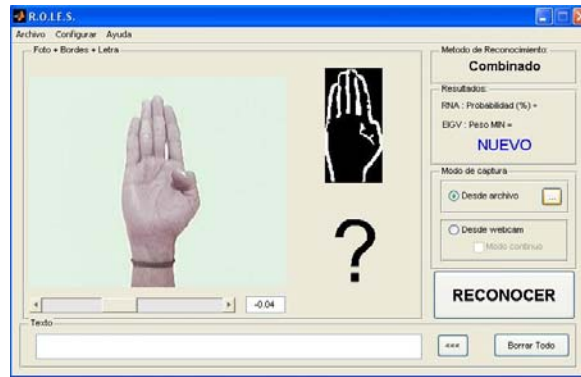 R.O.I.E.S.
Archivo Configurar Ayuda
Foto + Bordes + Letra
Metodo de Reconocimiento:
Combinado
Resultados:
RNA : Probabilidad (%) =
EIGV : Peso MIN =
NUEVO
Modo de captura
Desde archivo ...
Desde webcam
Modo continuo
?
-0.04
RECONOCER
Texto
<<< Borrar Todo